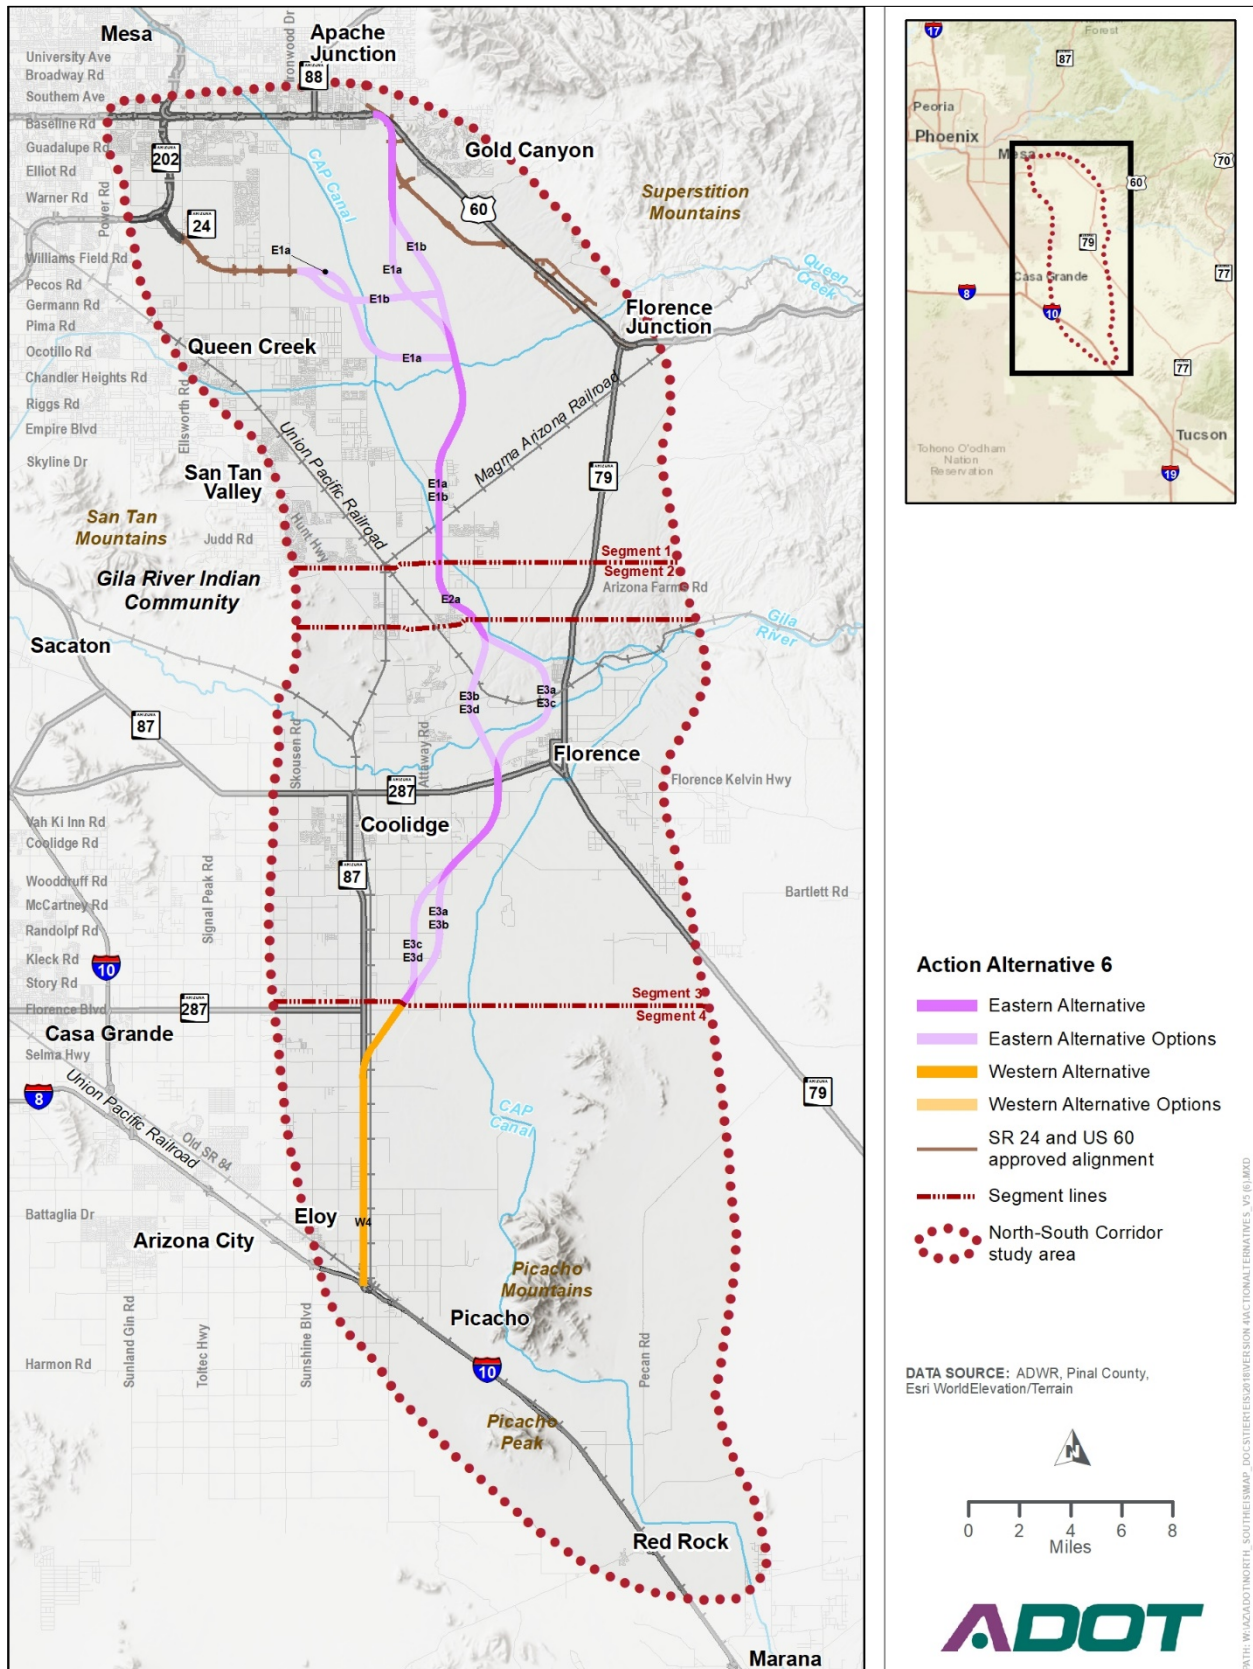 Mesa
Apache
Junction
Ironwood Dr
University Ave
Broadway Rd
Southern Ave
Baseline Rd
Guadalupe Rd
Elliot Rd
Warner Rd
Power Rd
Williams Field Rd
Pecos Rd
Germann Rd
Pima Rd
Ocotillo Rd
Chandler Heights Rd
Riggs Rd
Empire Blvd
Skyline Dr
ARIZONA
88
ARIZONA
202
ARIZONA
24
CAP Canal
Gold Canyon
60
Superstition
Mountains
Queen
Creek
E1a
E1b
E1a
E1b
E1a
Florence
Junction
Queen Creek
Ellsworth Rd
Union Pacific Railroad
Magma Arizona Railroad
San Tan
Valley
E1a
E1b
ARIZONA
79
San Tan
Mountains
Hunt Hwy
Judd Rd
Segment 1
Segment 2
Gila River Indian
Community
Arizona Farms Rd
E2a
Gila
River
Sacaton
E3b
E3d
E3a
E3c
ARIZONA
87
Skousen Rd
Attaway Rd
Florence
Florence Kelvin Hwy
ARIZONA
287
Vah Ki Inn Rd
Coolidge Rd
Coolidge
Wooddruff Rd
McCartney Rd
Randolpf Rd
Kleck Rd
Story Rd
Florence Blvd
Signal Peak Rd
ARIZONA
87
Bartlett Rd
E3a
E3b
E3c
E3d
10
Segment 3
Segment 4
ARIZONA
287
Casa Grande
Selma Hwy
8
Union Pacific Railroad
Old SR 84
CAP
Canal
ARIZONA
79
Battaglia Dr
Eloy
W4
Arizona City
Picacho
Mountains
Picacho
Sunland Gin Rd
Toltec Hwy
Sunshine Blvd
Pecan Rd
Harmon Rd
10
Picacho
Peak
Red Rock
Marana
17
Forest
87
Peoria
Phoenix
Mesa
70
60
79
Casa Grande
77
8
10
77
Tucson
Tohono O'odham
Nation
Reservation
19
Action Alternative 6
Eastern Alternative
Eastern Alternative Options
Western Alternative
Western Alternative Options
SR 24 and US 60
approved alignment
Segment lines
North-South Corridor
study area
DATA SOURCE: ADWR, Pinal County,
Esri WorldElevation/Terrain
N
0 2 4 6 8
Miles
ADOT